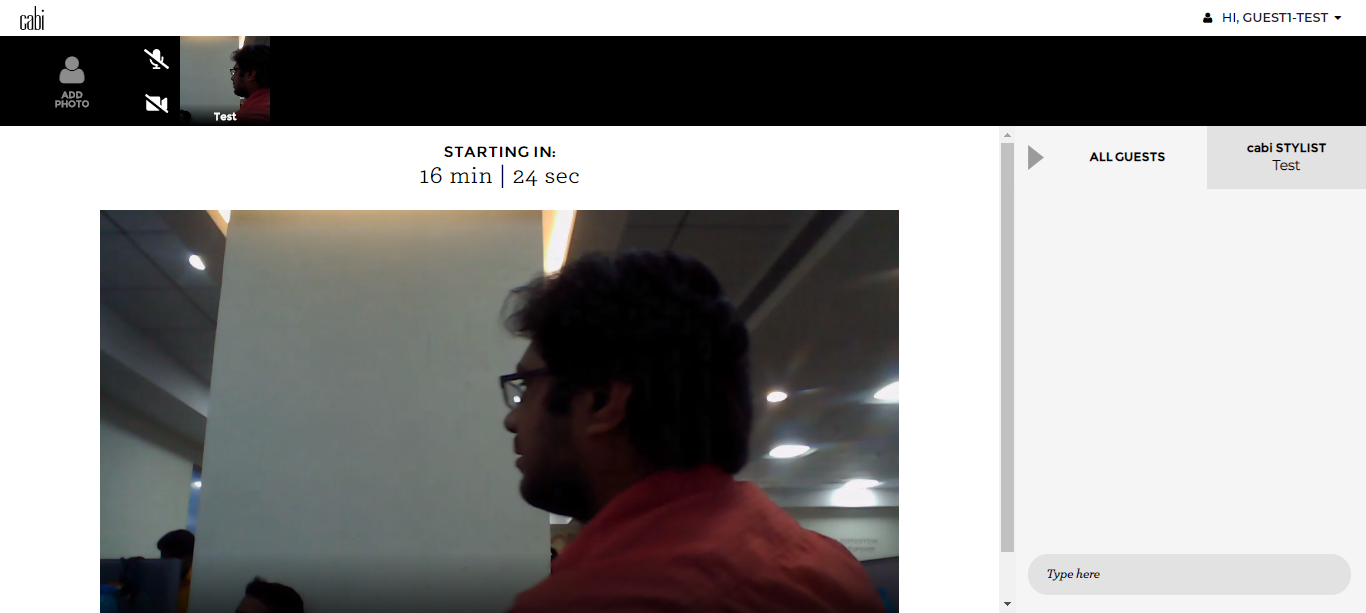 cabi
HI, GUEST1-TEST
ADD
PHOTO
Test
STARTING IN:
16 min | 24 sec
ALL GUESTS
cabi STYLIST
Test
Type here